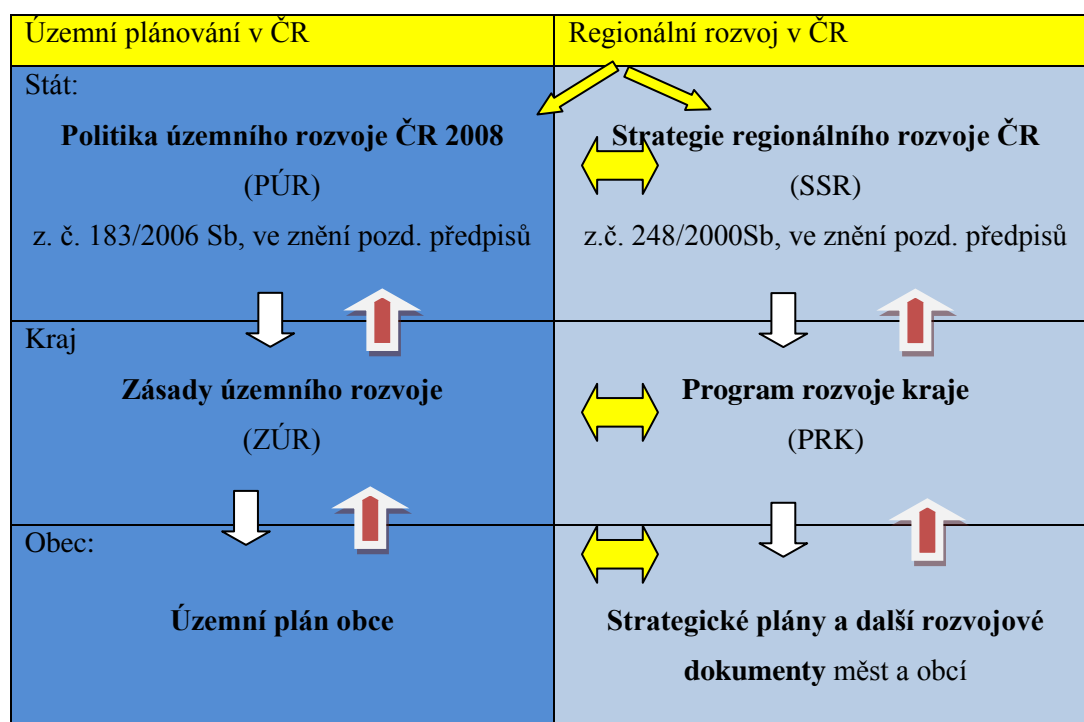 Územní plánování v ČR
Regionální rozvoj v ČR
Stát:
Politika územního rozvoje ČR 2008
(PÚR)
z. č. 183/2006 Sb, ve znění pozd. předpisů
Strategie regionálního rozvoje ČR
(SSR)
z.č. 248/2000Sb, ve znění pozd. předpisů
Kraj
Zásady územního rozvoje
(ZÚR)
Program rozvoje kraje
(PRK)
Obec:
Územní plán obce
Strategické plány a další rozvojové
dokumenty měst a obcí